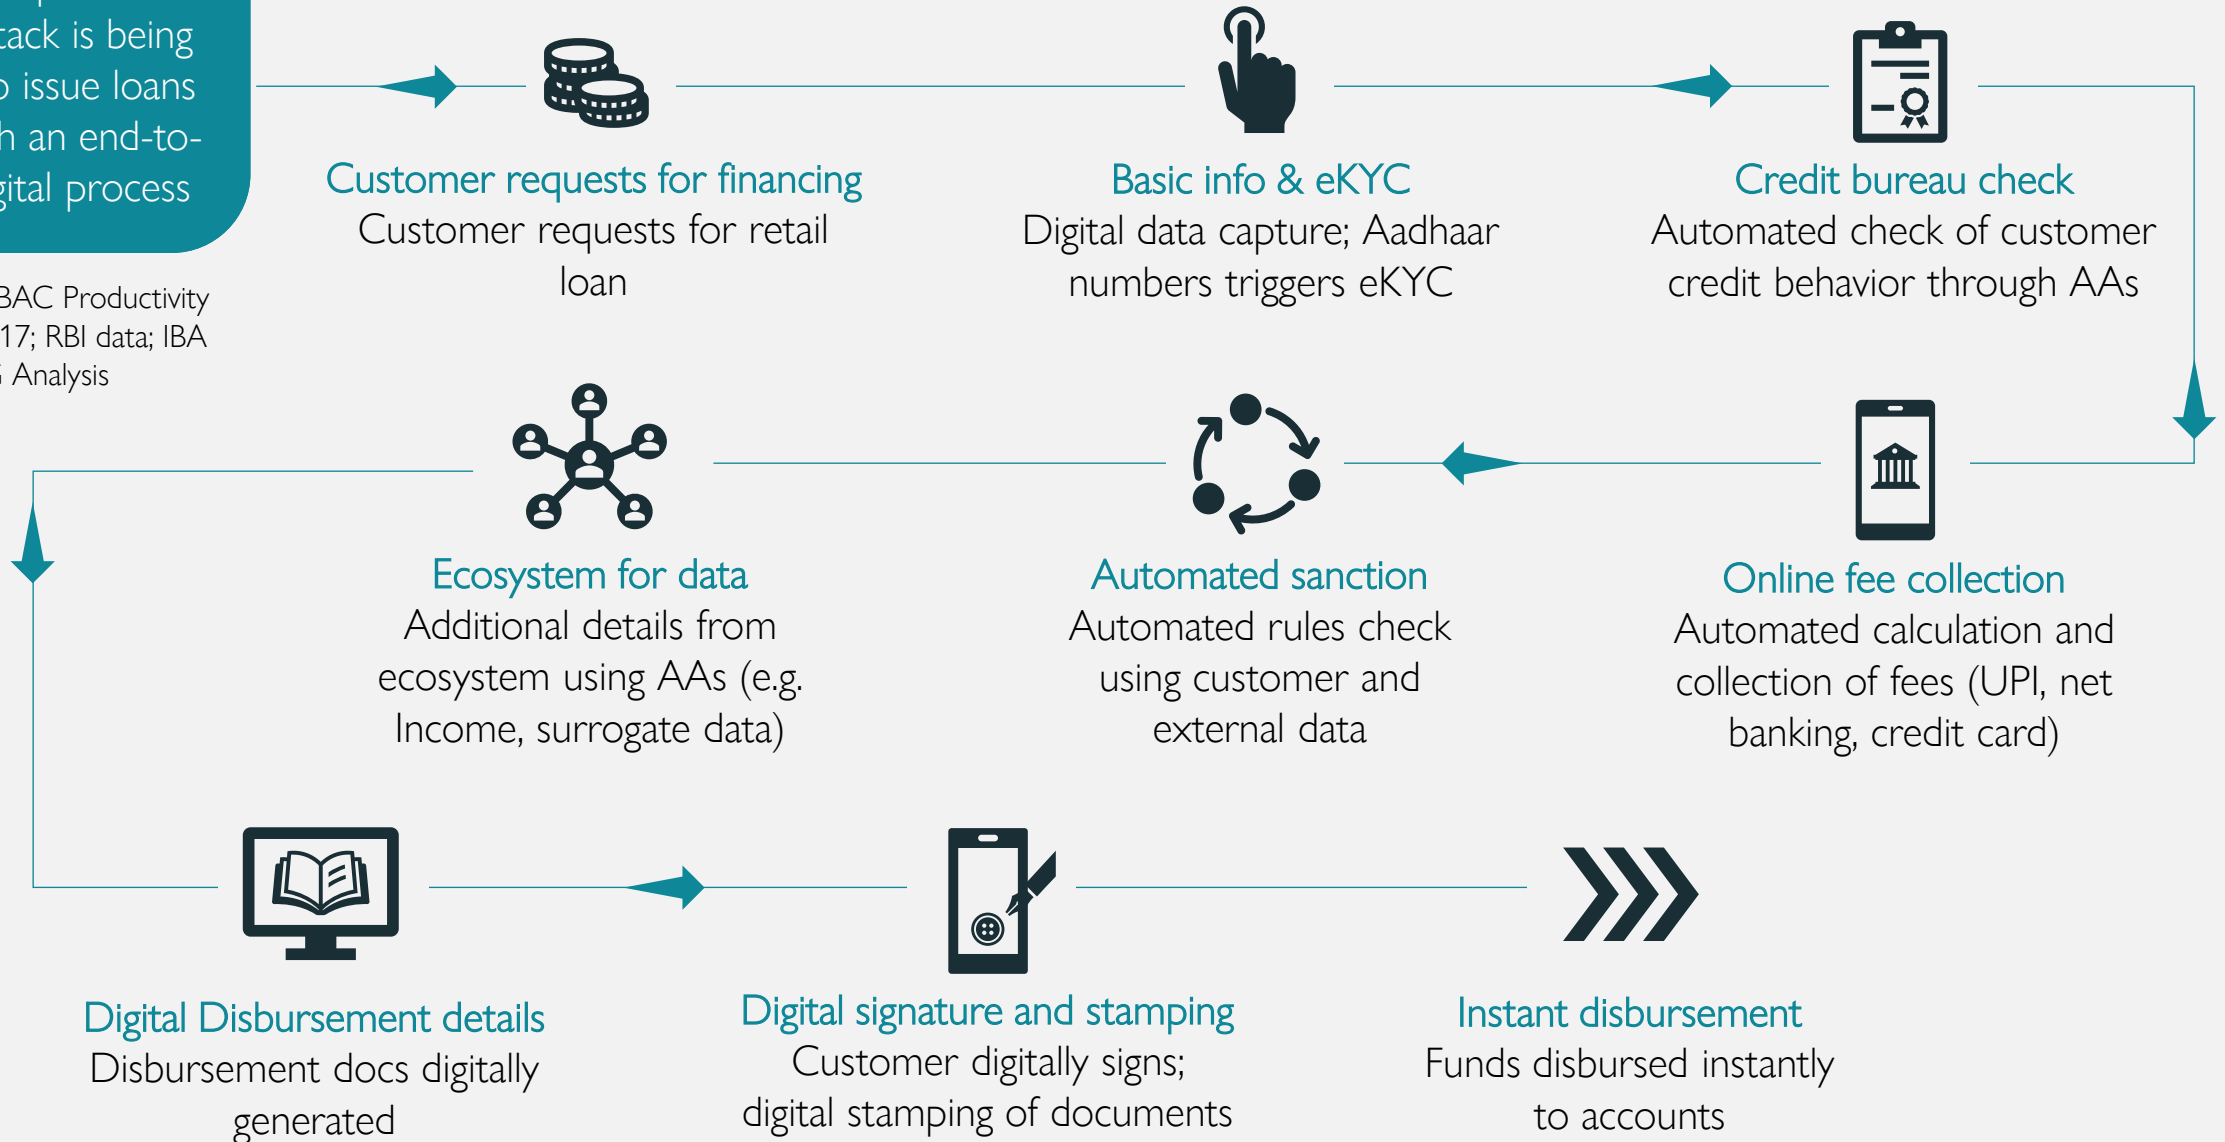 tack is being
issue loans
an end-to-
gital process
BAC Productivity
17; RBI data; IBA
Analysis
Customer requests for financing
Customer requests for retail
loan
Basic info & eKYC
Digital data capture; Aadhaar
numbers triggers eKYC
Credit bureau check
Automated check of customer
credit behavior through AAs
Ecosystem for data
Additional details from
ecosystem using AAs (e.g.
Income, surrogate data)
Automated sanction
Automated rules check
using customer and
external data
Online fee collection
Automated calculation and
collection of fees (UPI, net
banking, credit card)
Digital Disbursement details
Disbursement docs digitally
generated
Digital signature and stamping
Customer digitally signs;
digital stamping of documents
Instant disbursement
Funds disbursed instantly
to accounts